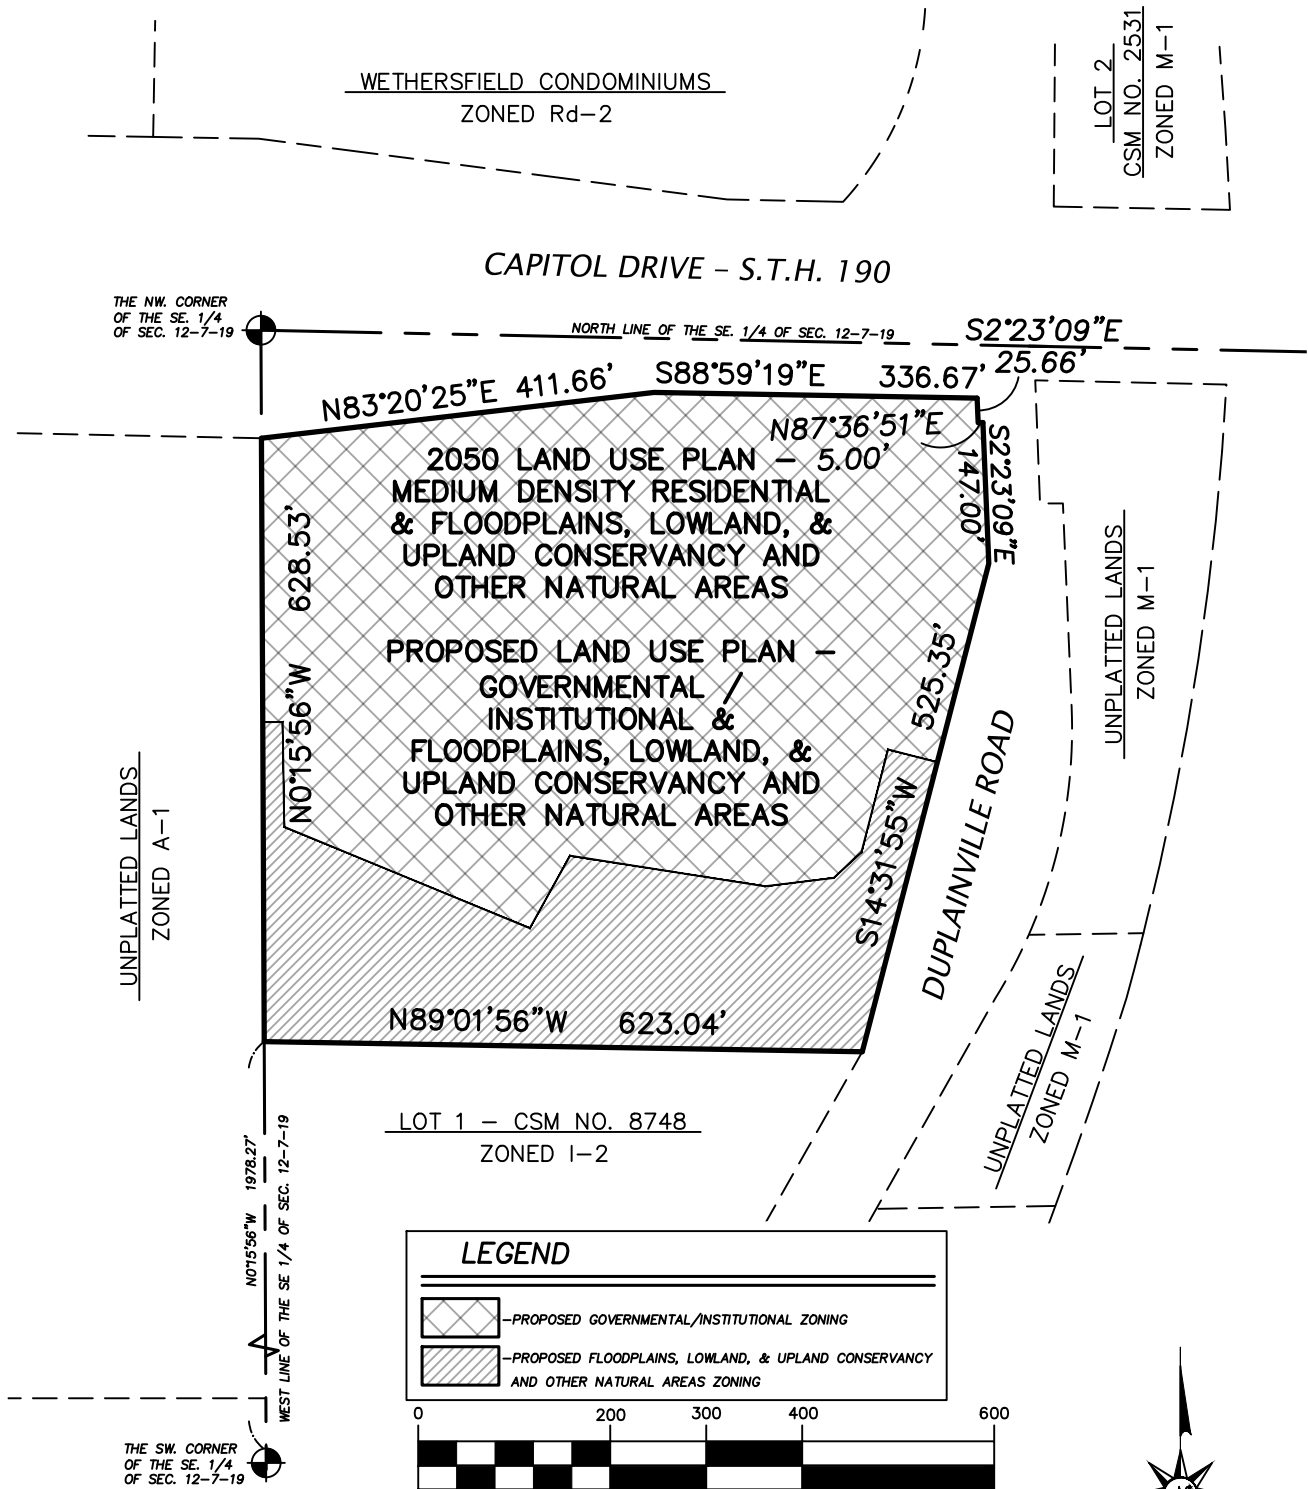 WETHERSFIELD CONDOMINIUMS
ZONED Rd-2
LOT 2
CSM NO. 2531
ZONED M-1
CAPITOL DRIVE - S.T.H. 190
THE NW. CORNER
OF THE SE. 1/4
OF SEC. 12-7-19
NORTH LINE OF THE SE. 1/4 OF SEC. 12-7-19
S2°23'09"E
25.66'
N83°20'25"E 411.66'
S88°59'19"E 336.67'
N87°36'51"E
5.00'
S2°23'09"E
147.00'
2050 LAND USE PLAN -
MEDIUM DENSITY RESIDENTIAL
& FLOODPLAINS, LOWLAND, &
UPLAND CONSERVANCY AND
OTHER NATURAL AREAS
PROPOSED LAND USE PLAN -
GOVERNMENTAL /
INSTITUTIONAL &
FLOODPLAINS, LOWLAND, &
UPLAND CONSERVANCY AND
OTHER NATURAL AREAS
N0°15'56"W 628.53'
S14°31'55"W 525.35'
DUPLAINVILLE ROAD
UNPLATTED LANDS
ZONED M-1
UNPLATTED LANDS
ZONED A-1
UNPLATTED LANDS
ZONED M-1
N89°01'56"W 623.04'
LOT 1 - CSM NO. 8748
ZONED I-2
N0°15'56"W 1978.27'
WEST LINE OF THE SE 1/4 OF SEC. 12-7-19
LEGEND
-PROPOSED GOVERNMENTAL/INSTITUTIONAL ZONING
-PROPOSED FLOODPLAINS, LOWLAND, & UPLAND CONSERVANCY
AND OTHER NATURAL AREAS ZONING
0 200 300 400 600
THE SW. CORNER
OF THE SE. 1/4
OF SEC. 12-7-19